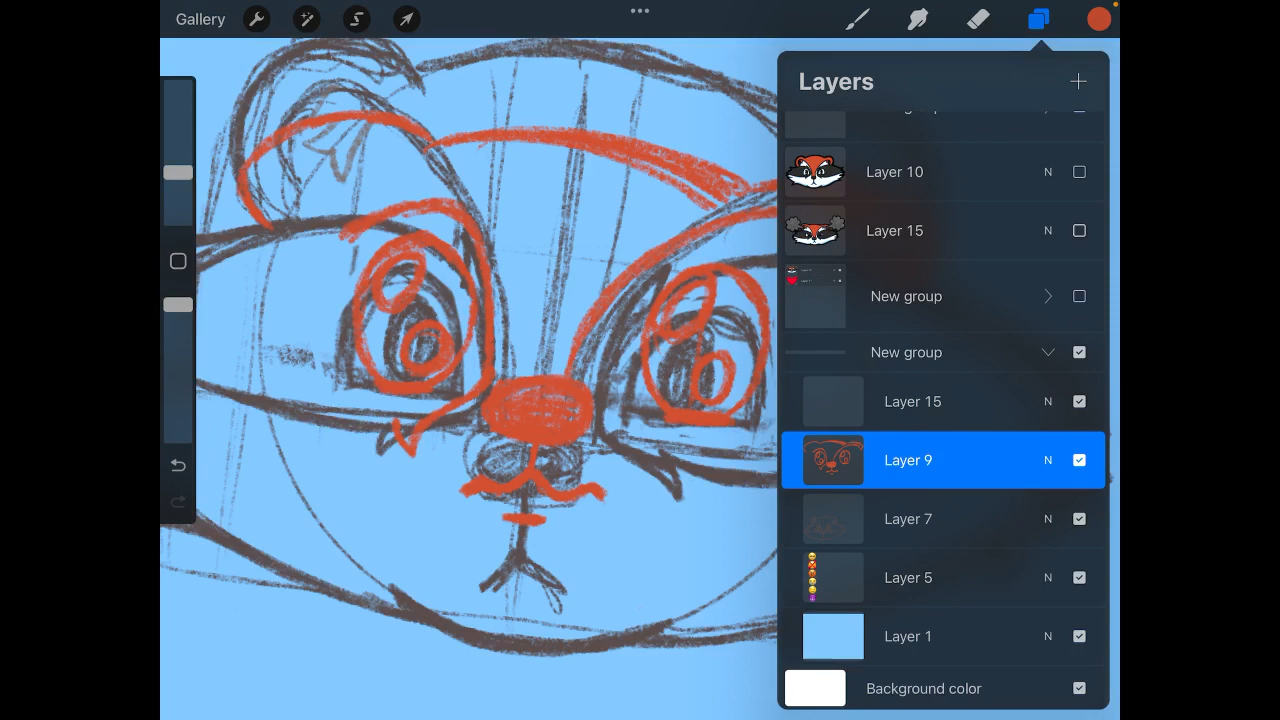 Gallery
Layers
Layer 10 N
Layer 15 N
New group
New group
Layer 15 N
Layer 9 N
Layer 7 N
Layer 5 N
Layer 1 N
Background color